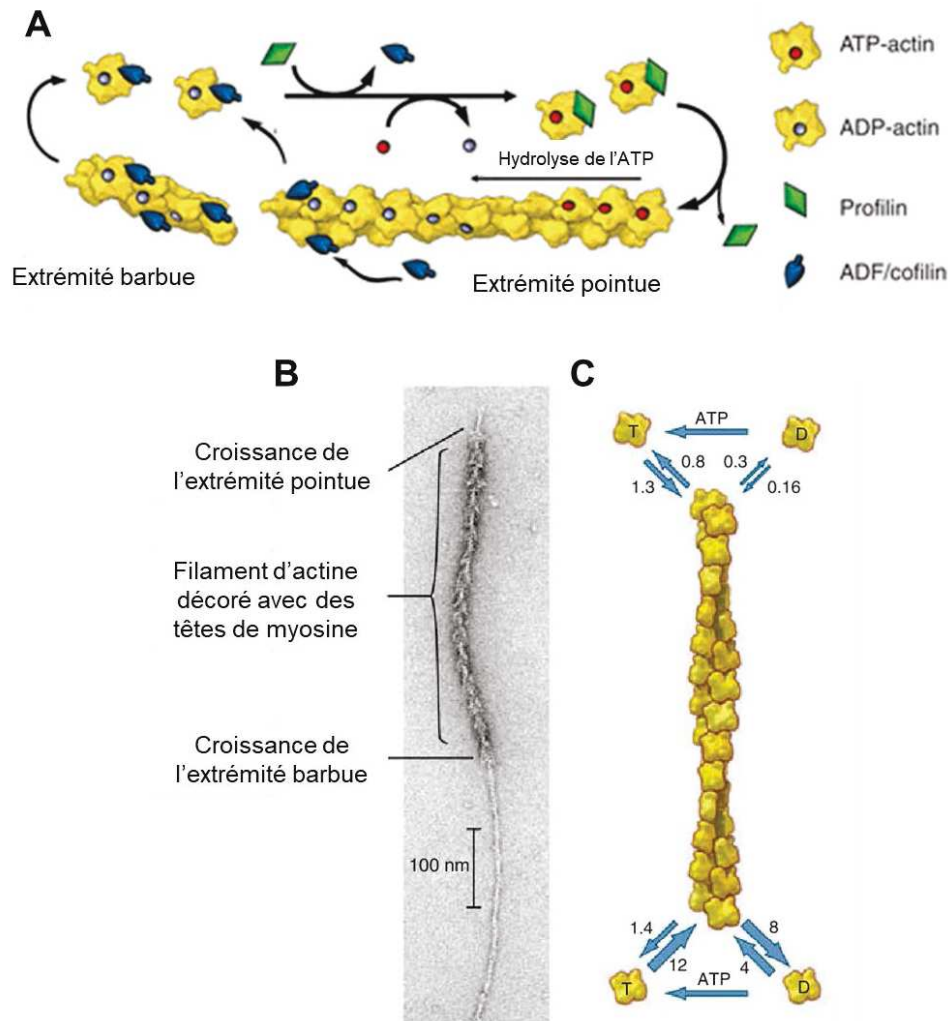 A
ATP-actin
ADP-actin
Hydrolyse de l'ATP
Profilin
ADF/cofilin
Extrémité barbue
Extrémité pointue
B
C
Croissance de
l'extrémité pointue
Filament d'actine
décoré avec des
têtes de myosine
Croissance de
l'extrémité barbue
100 nm
T
ATP
D
0.8
0.3
1.3
0.16
1.4
8
12
4
T
ATP
D